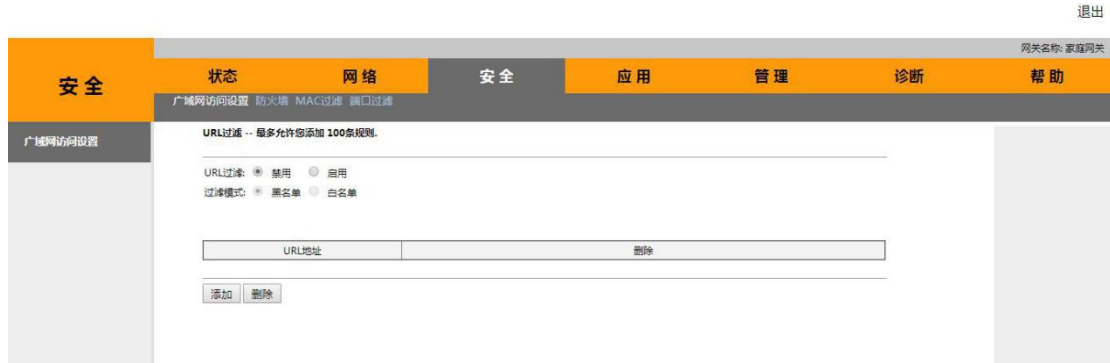 退出
网关名称: 家庭网关
安全
状态 网络 安全 应用 管理 诊断 帮助
广域网访问设置 防火墙 MAC过滤 端口过滤
广域网访问设置
URL过滤 -- 最多允许您添加 100条规则.
URL过滤: 禁用 启用
过滤模式: 黑名单 白名单
URL地址 删除
添加 删除